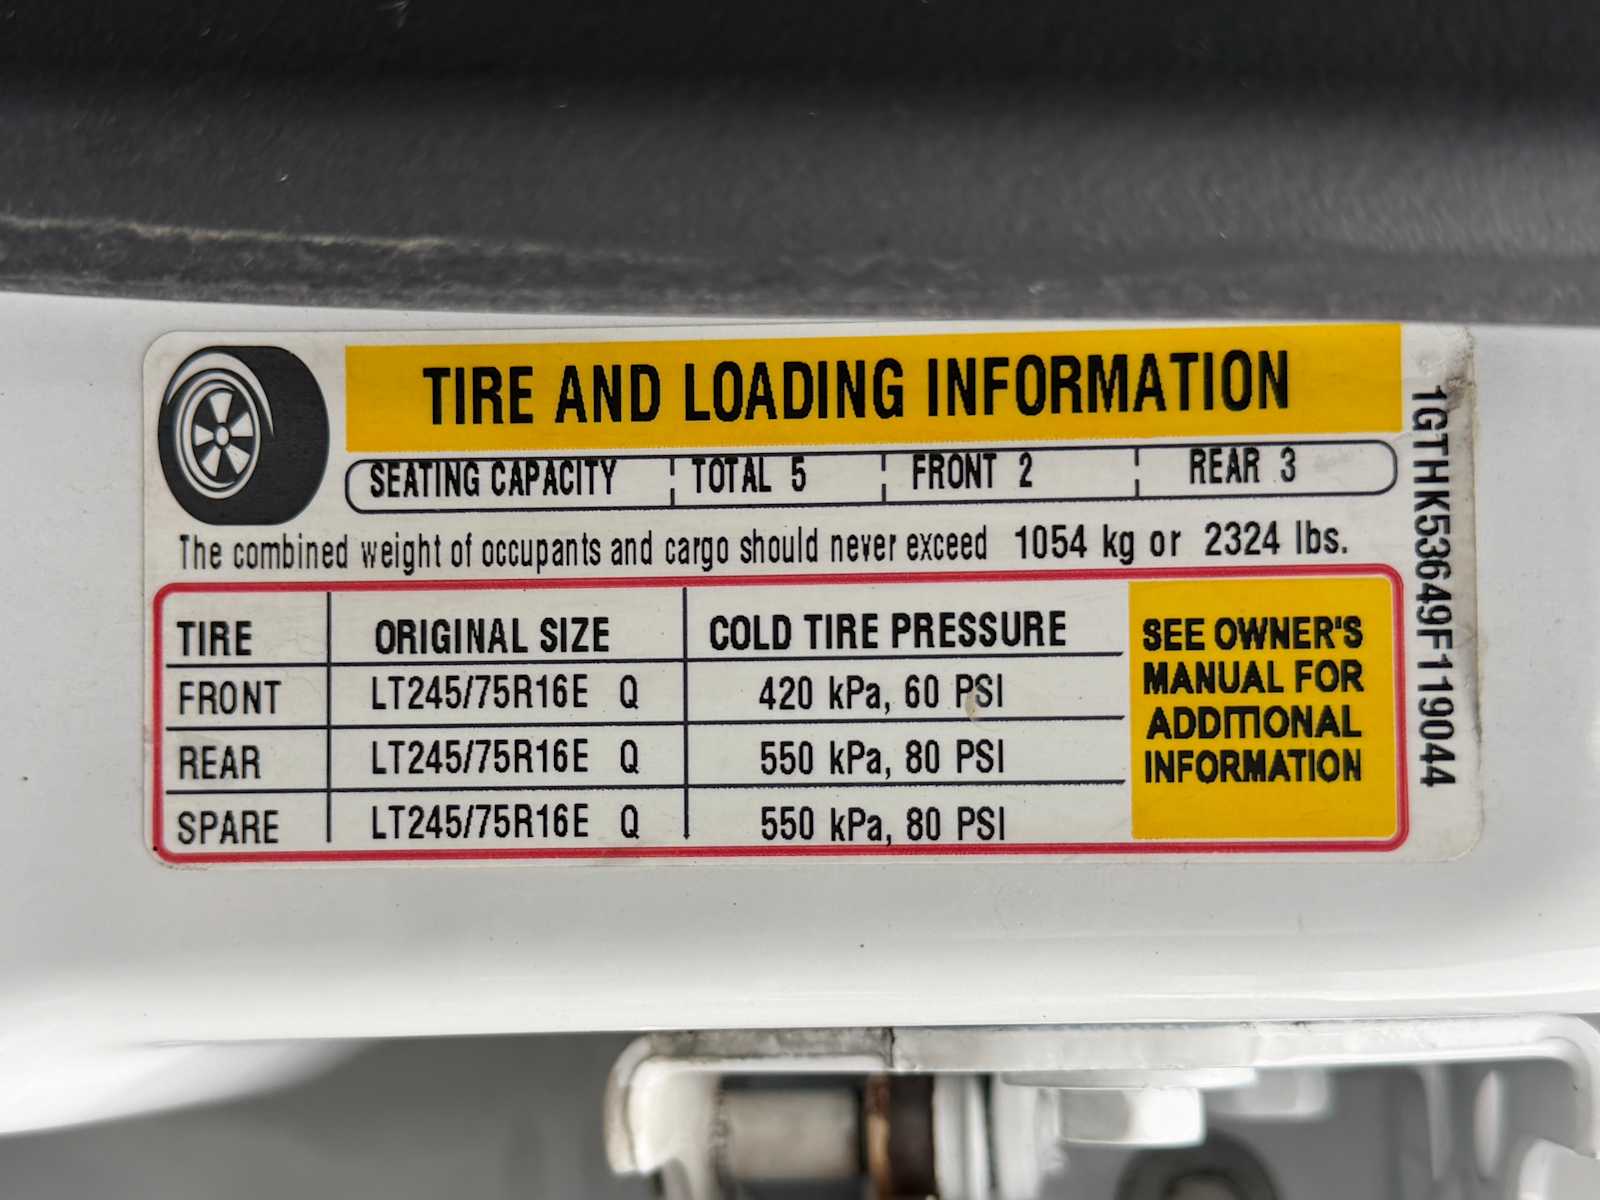 TIRE AND LOADING INFORMATION
SEATING CAPACITY TOTAL 5 FRONT 2 REAR 3
The combined weight of occupants and cargo should never exceed 1054 kg or 2324 lbs.
TIRE ORIGINAL SIZE COLD TIRE PRESSURE
FRONT LT245/75R16E Q 420 kPa, 60 PSI
REAR LT245/75R16E Q 550 kPa, 80 PSI
SPARE LT245/75R16E Q 550 kPa, 80 PSI
SEE OWNER'S
MANUAL FOR
ADDITIONAL
INFORMATION
1GTHK53649F119044